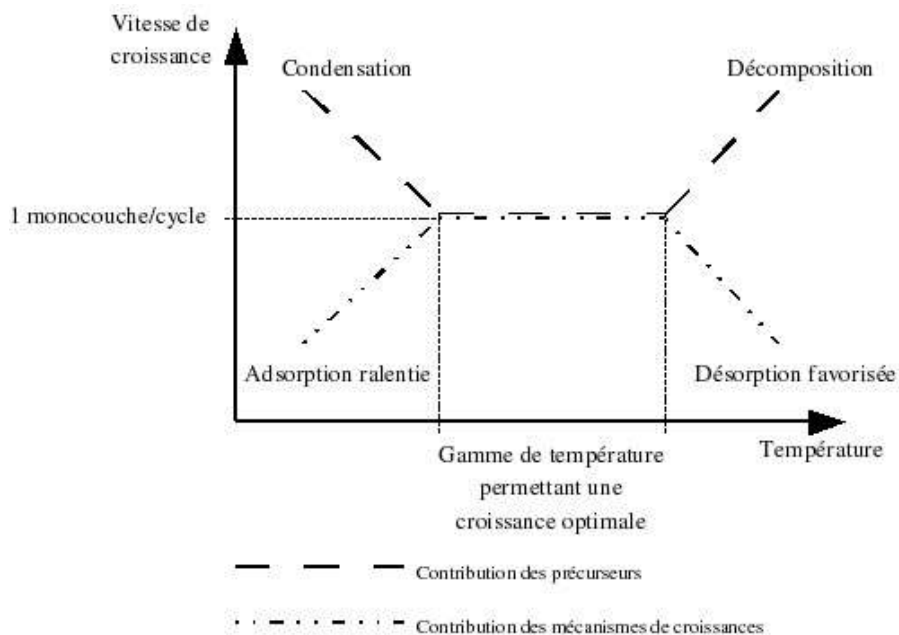 Vitesse de
croissance
Condensation
Décomposition
1 monocouche/cycle
Adsorption ralentie
Désorption favorisée
Gamme de température
permettant une
croissance optimale
Température
Contribution des précurseurs
Contribution des mécanismes de croissances